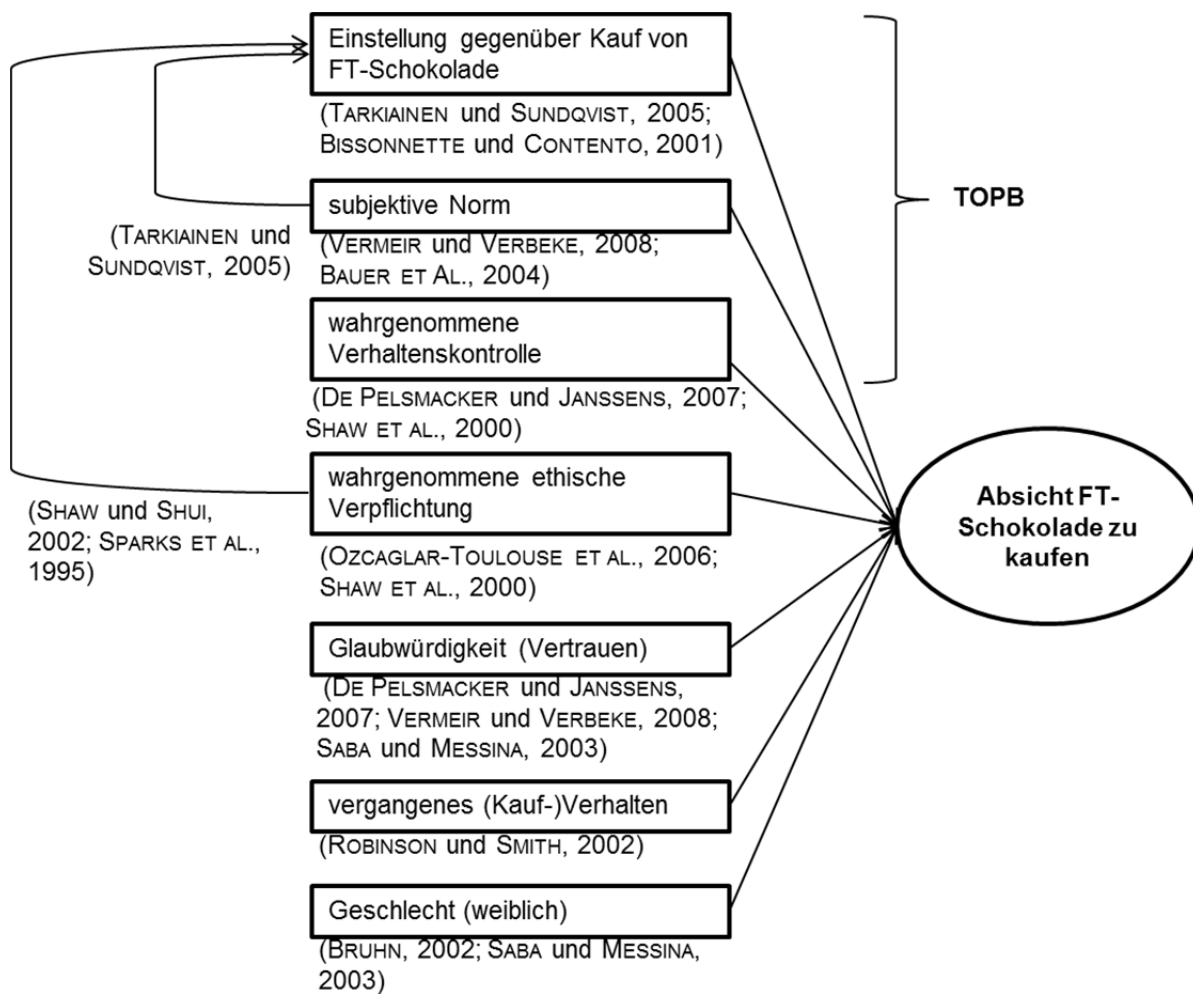 Einstellung gegenüber Kauf von
FT-Schokolade
(TARKIAINEN und SUNDQVIST, 2005;
BISSONNETTE und CONTENTO, 2001)
TOPB
subjektive Norm
(VERMEIR und VERBEKE, 2008;
BAUER ET AL., 2004)
(TARKIAINEN und
SUNDQVIST, 2005)
wahrgenommene
Verhaltenskontrolle
(DE PELSMACKER und JANSSENS, 2007;
SHAW ET AL., 2000)
wahrgenommene ethische
Verpflichtung
(OZCAGLAR-TOULOUSE ET AL., 2006;
SHAW ET AL., 2000)
(SHAW und SHUI,
2002; SPARKS ET AL.,
1995)
Absicht FT-
Schokolade zu
kaufen
Glaubwürdigkeit (Vertrauen)
(DE PELSMACKER und JANSSENS,
2007; VERMEIR und VERBEKE, 2008;
SABA und MESSINA, 2003)
vergangenes (Kauf-)Verhalten
(ROBINSON und SMITH, 2002)
Geschlecht (weiblich)
(BRUHN, 2002; SABA und MESSINA,
2003)